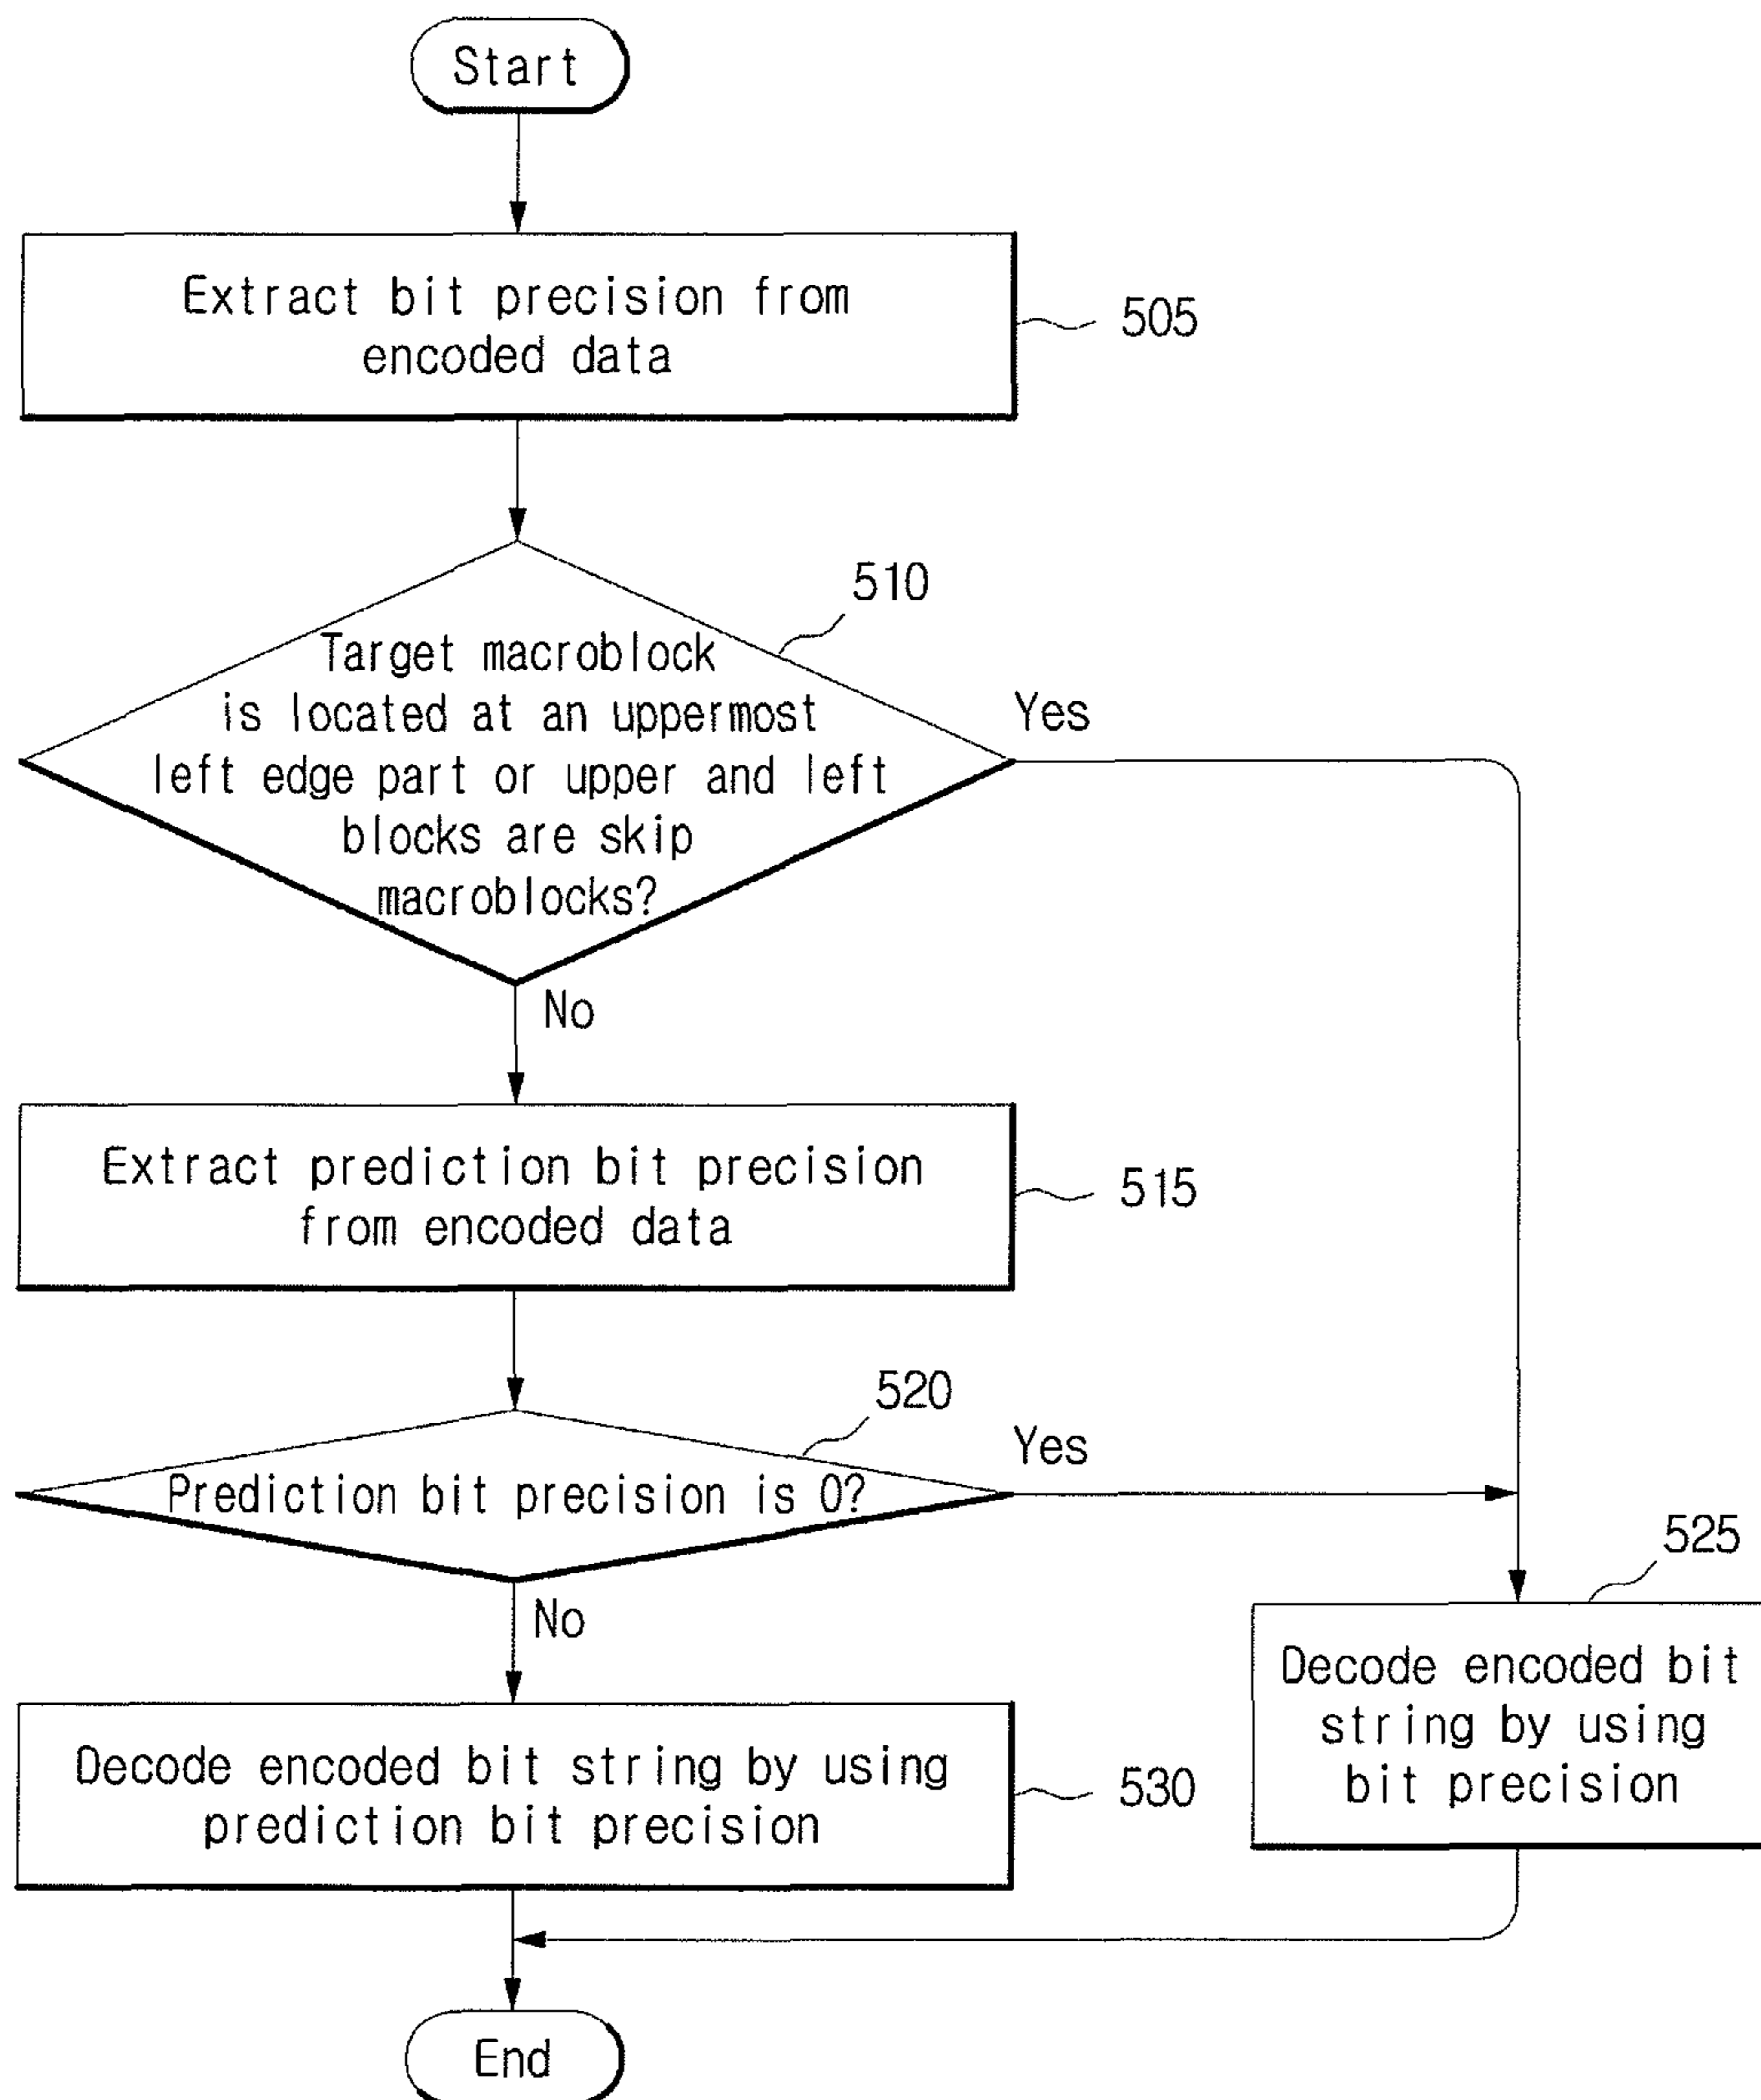 Start
Extract bit precision from
encoded data
505
510
Target macroblock
is located at an uppermost
left edge part or upper and left
blocks are skip
macroblocks?
Yes
No
Extract prediction bit precision
from encoded data
515
520
Prediction bit precision is 0?
Yes
No
525
Decode encoded bit
string by using
bit precision
Decode encoded bit string by using
prediction bit precision
530
End